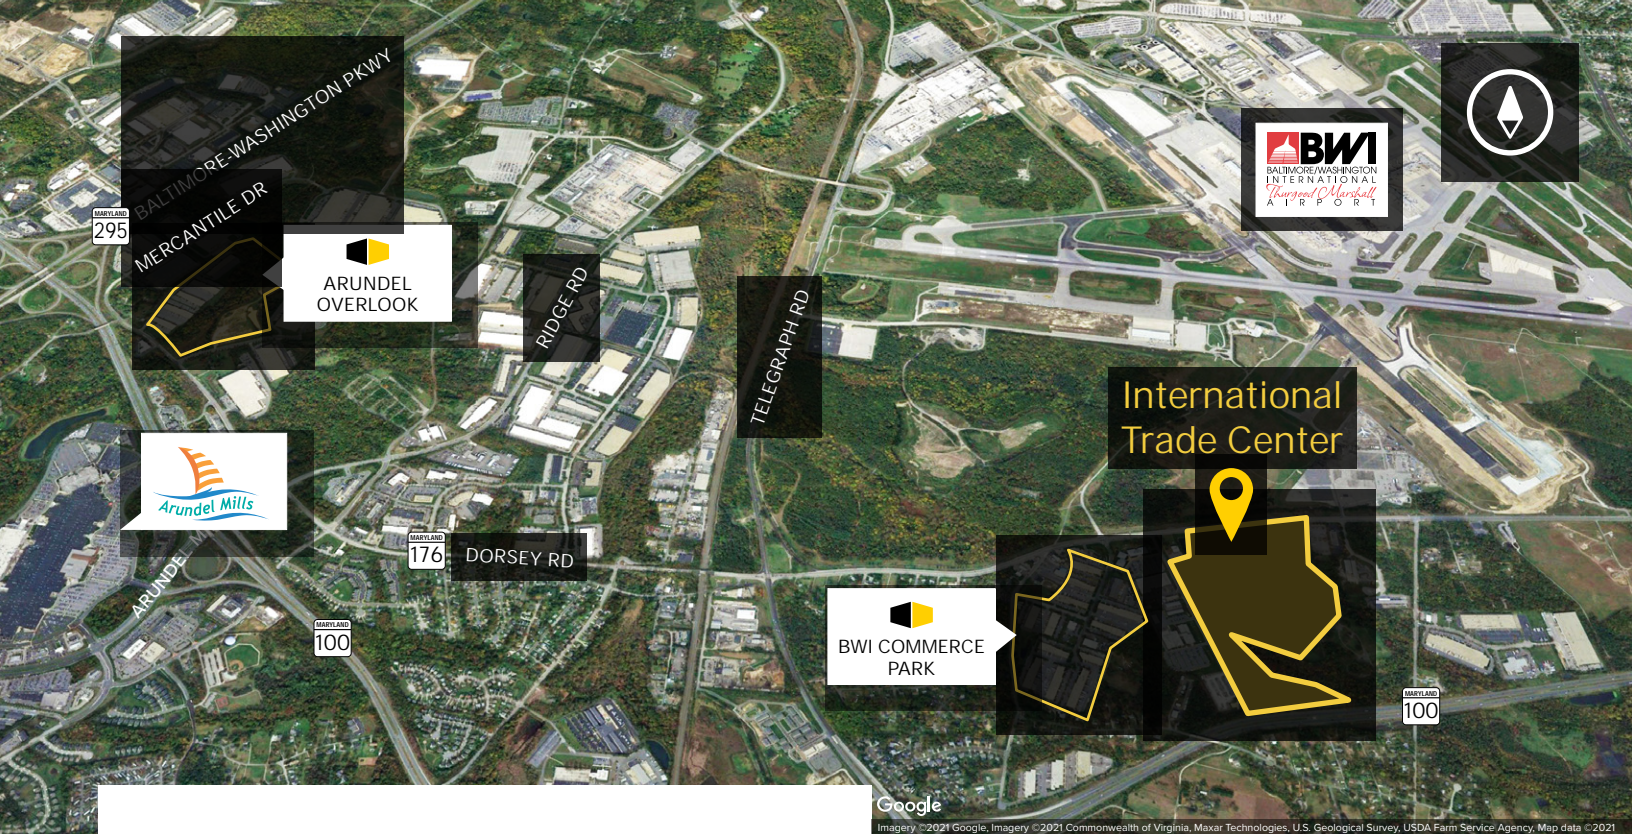 BALTIMORE-WASHINGTON PKWY
MERCANTILE DR
MARYLAND
295
ARUNDEL
OVERLOOK
RIDGE RD
TELEGRAPH RD
BWI
BALTIMORE/WASHINGTON
INTERNATIONAL
Thurgood Marshall
AIRPORT
International
Trade Center
Arundel Mills
MARYLAND
176
DORSEY RD
MARYLAND
100
BWI COMMERCE
PARK
MARYLAND
100
Google
Imagery ©2021 Google, Imagery ©2021 Commonwealth of Virginia, Maxar Technologies, U.S. Geological Survey, USDA Farm Service Agency, Map data ©2021